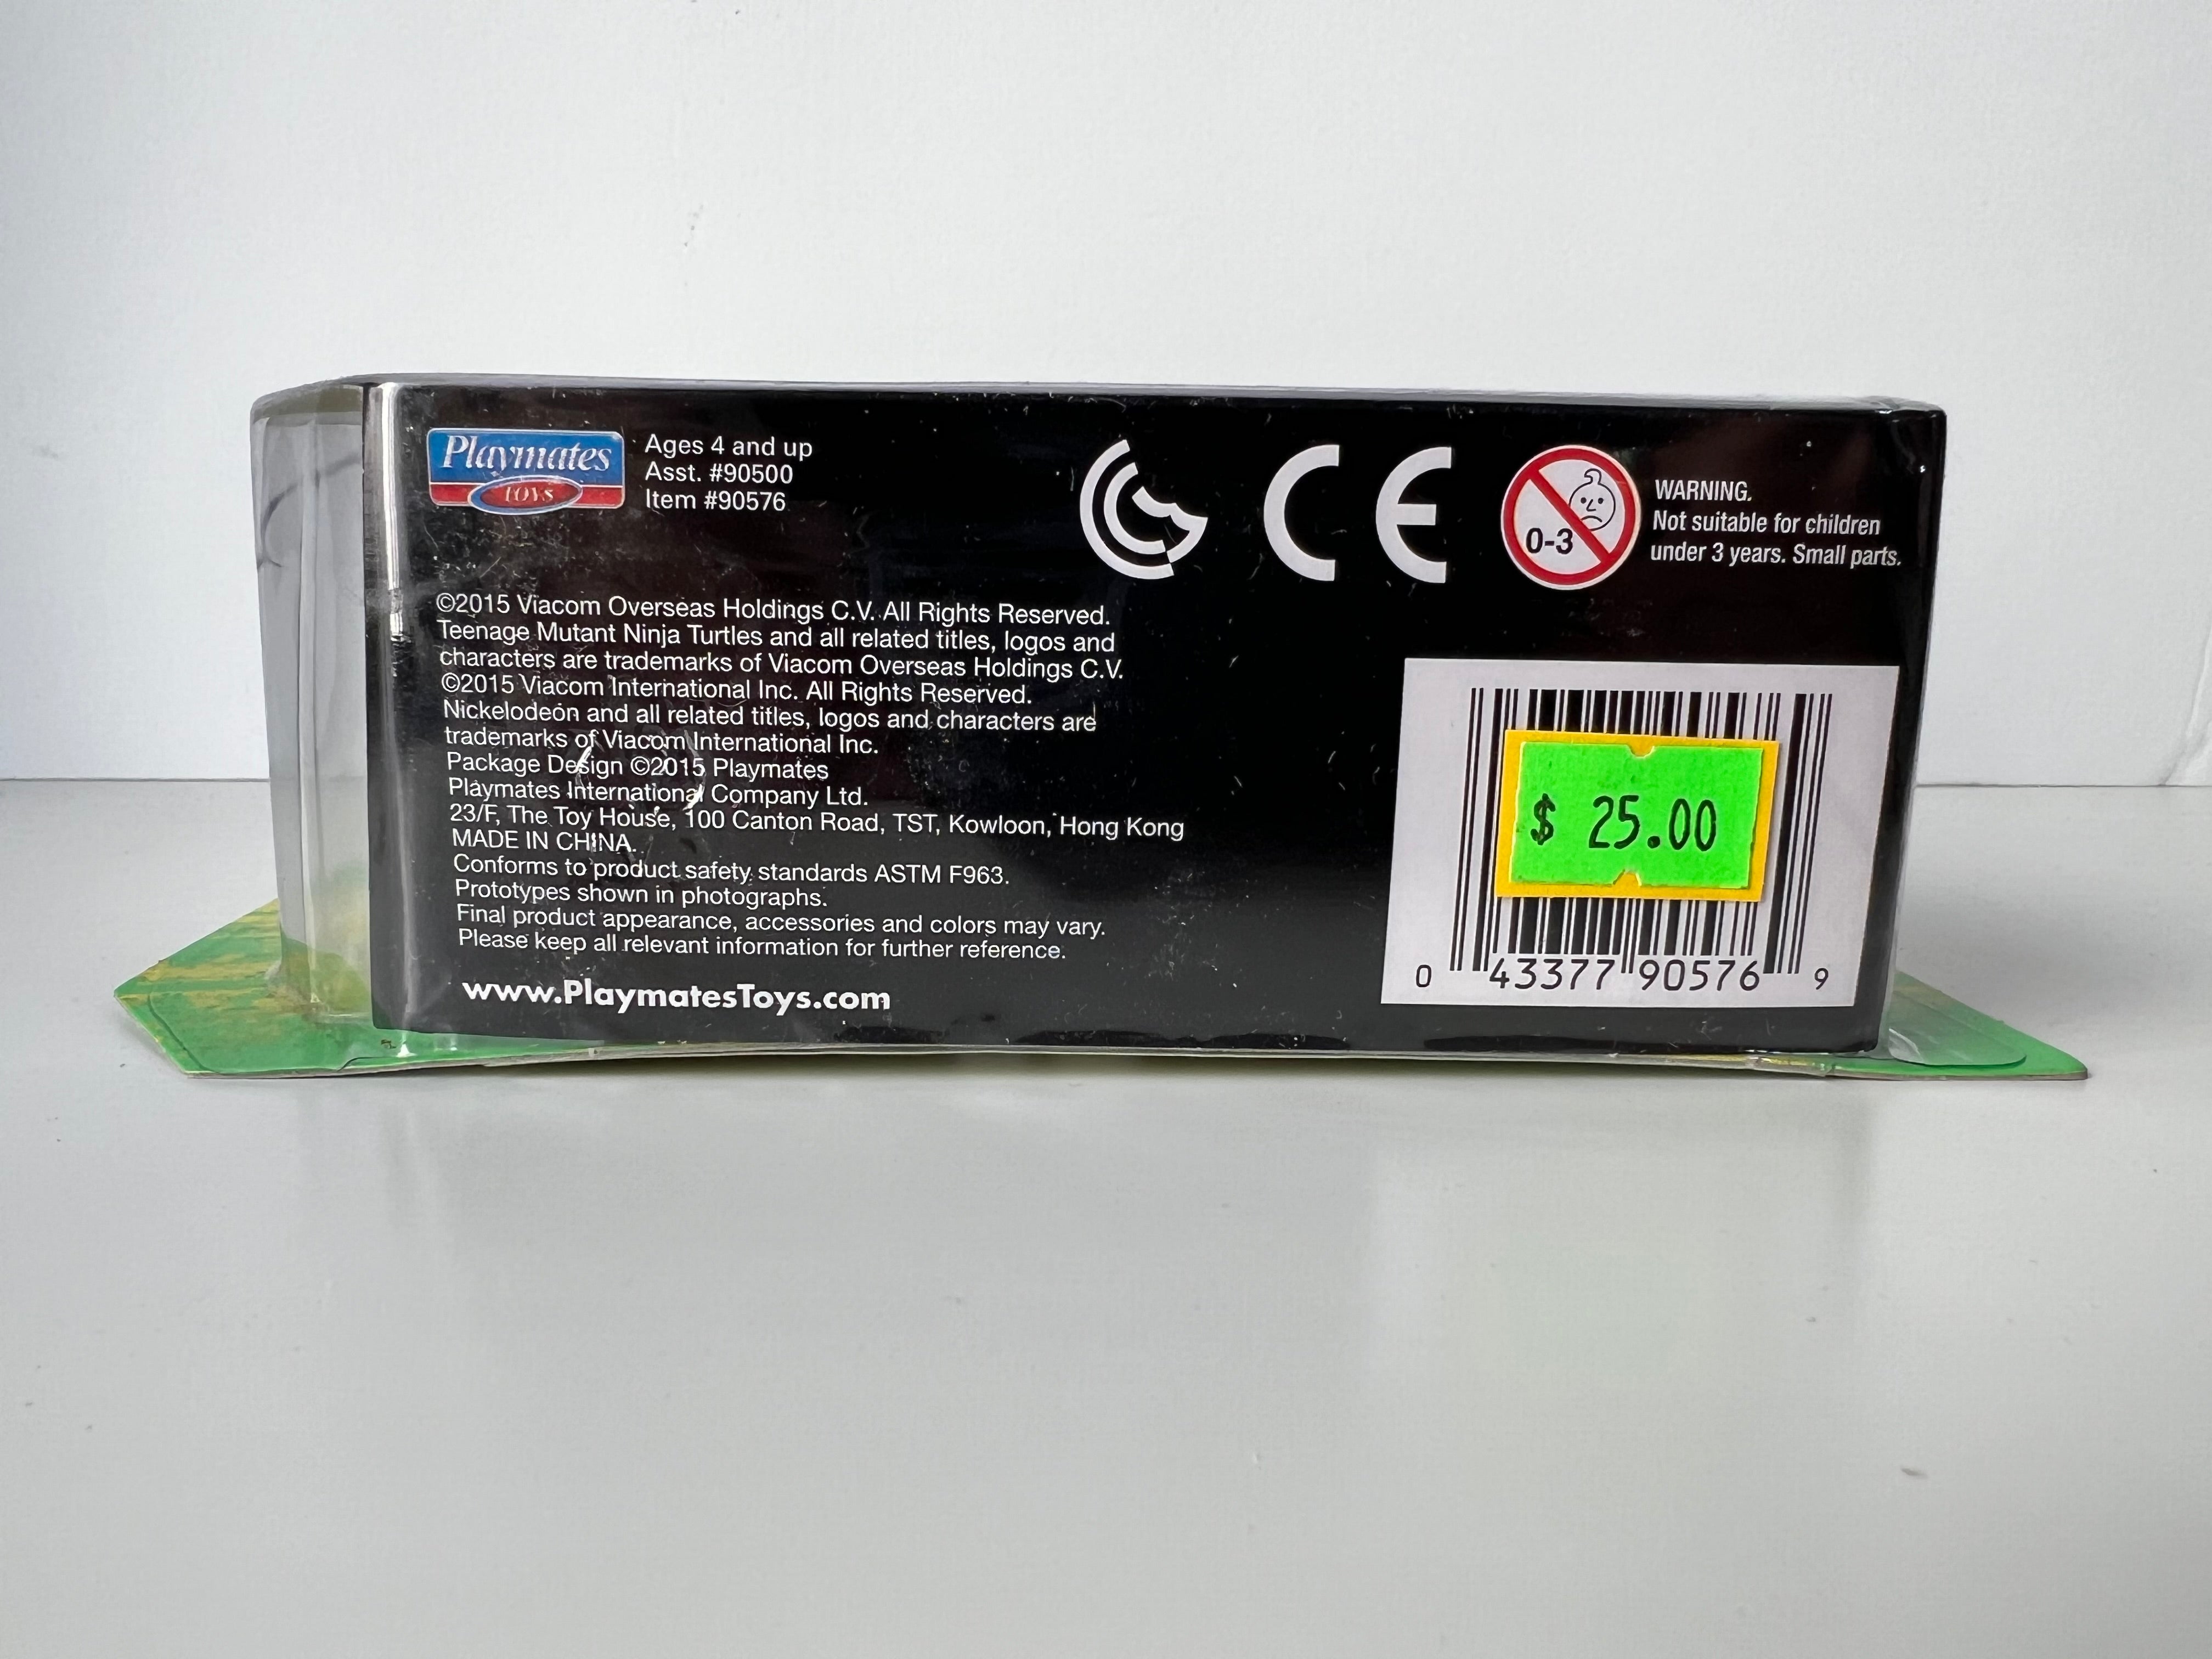 Playmates
TOYS
Ages 4 and up
Asst. #90500
Item #90576
CE
0-3
WARNING.
Not suitable for children
under 3 years. Small parts.
©2015 Viacom Overseas Holdings C.V. All Rights Reserved.
Teenage Mutant Ninja Turtles and all related titles, logos and
characters are trademarks of Viacom Overseas Holdings C.V.
©2015 Viacom International Inc. All Rights Reserved.
Nickelodeon and all related titles, logos and characters are
trademarks of Viacom International Inc.
Package Design ©2015 Playmates
Playmates International Company Ltd.
23/F, The Toy House, 100 Canton Road, TST, Kowloon, Hong Kong
MADE IN CHINA.
Conforms to product safety standards ASTM F963.
Prototypes shown in photographs.
Final product appearance, accessories and colors may vary.
Please keep all relevant information for further reference.
www.PlaymatesToys.com
$ 25.00
0 43377 90576 9